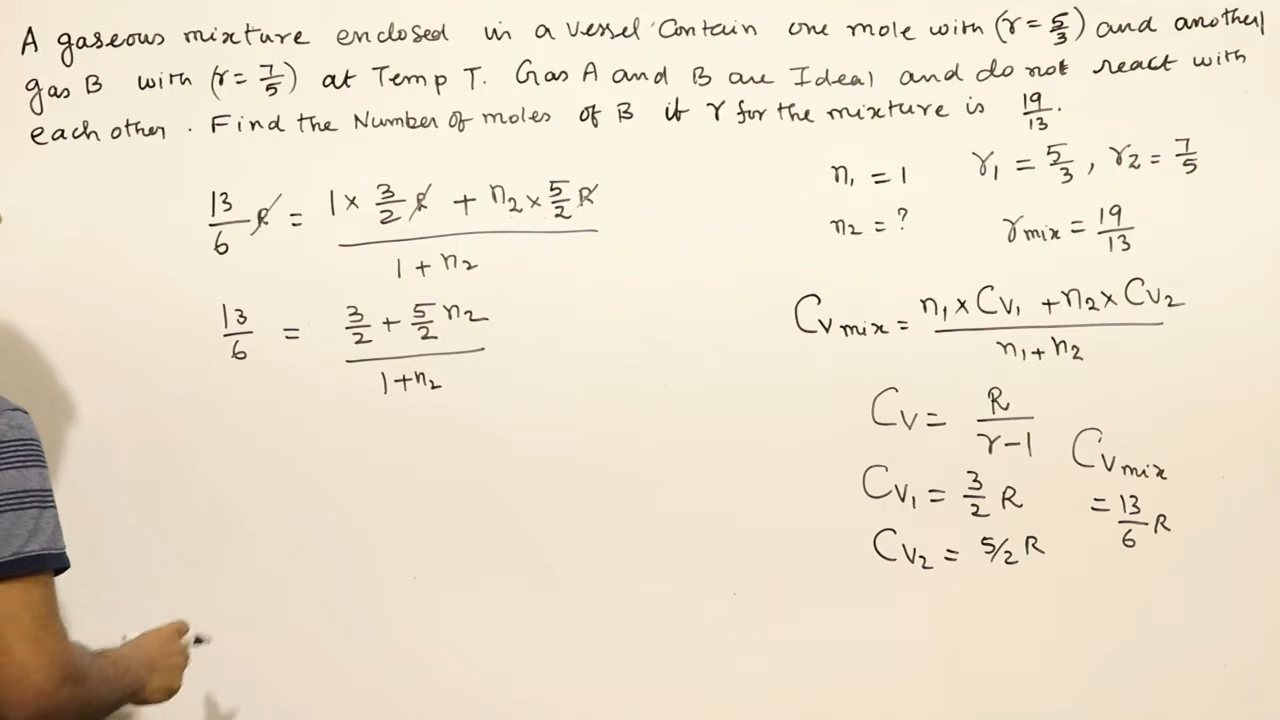 A gaseous mixture enclosed in a vessel contain one mole with (γ = 5/3) and another
gas B with (γ = 7/5) at Temp T. Gas A and B are Ideal and do not react with
each other. Find the Number of moles of B if γ for the mixture is 19/13.
n₁ = 1 γ₁ = 5/3, γ₂ = 7/5
n₂ = ? γmix = 19/13
13/6 R = (1 × 3/2 R + n₂ × 5/2 R)/(1 + n₂)
13/6 = (3/2 + 5/2 n₂)/(1+n₂)
Cv mix = (n₁ × Cv₁ + n₂ × Cv₂)/(n₁ + n₂)
Cv = R/(γ-1)
Cv₁ = 3/2 R
Cv₂ = 5/2 R
Cv mix
= 13/6 R